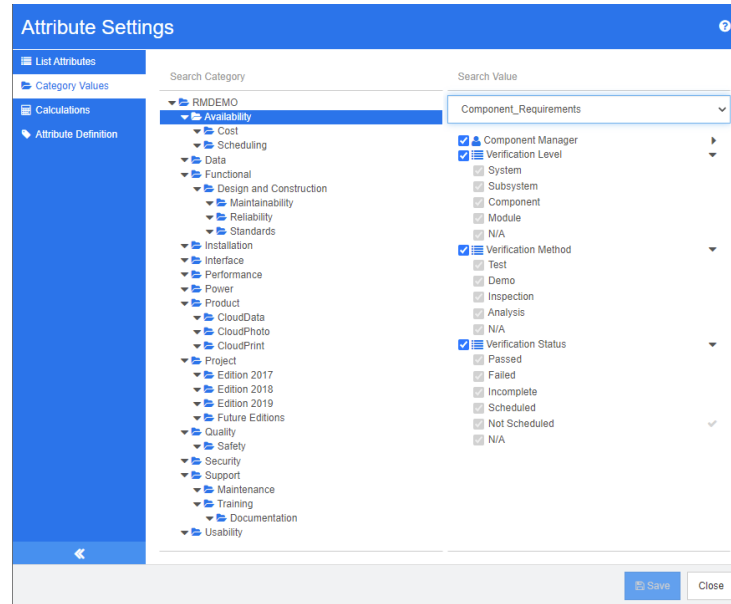 Attribute Settings
List Attributes
Category Values
Calculations
Attribute Definition
Search Category
RMDEMO
Availability
Cost
Scheduling
Data
Functional
Design and Construction
Maintainability
Reliability
Standards
Installation
Interface
Performance
Power
Product
CloudData
CloudPhoto
CloudPrint
Project
Edition 2017
Edition 2018
Edition 2019
Future Editions
Quality
Safety
Security
Support
Maintenance
Training
Documentation
Usability
Search Value
Component_Requirements
Component Manager
Verification Level
System
Subsystem
Component
Module
N/A
Verification Method
Test
Demo
Inspection
Analysis
N/A
Verification Status
Passed
Failed
Incomplete
Scheduled
Not Scheduled
N/A
Save
Close